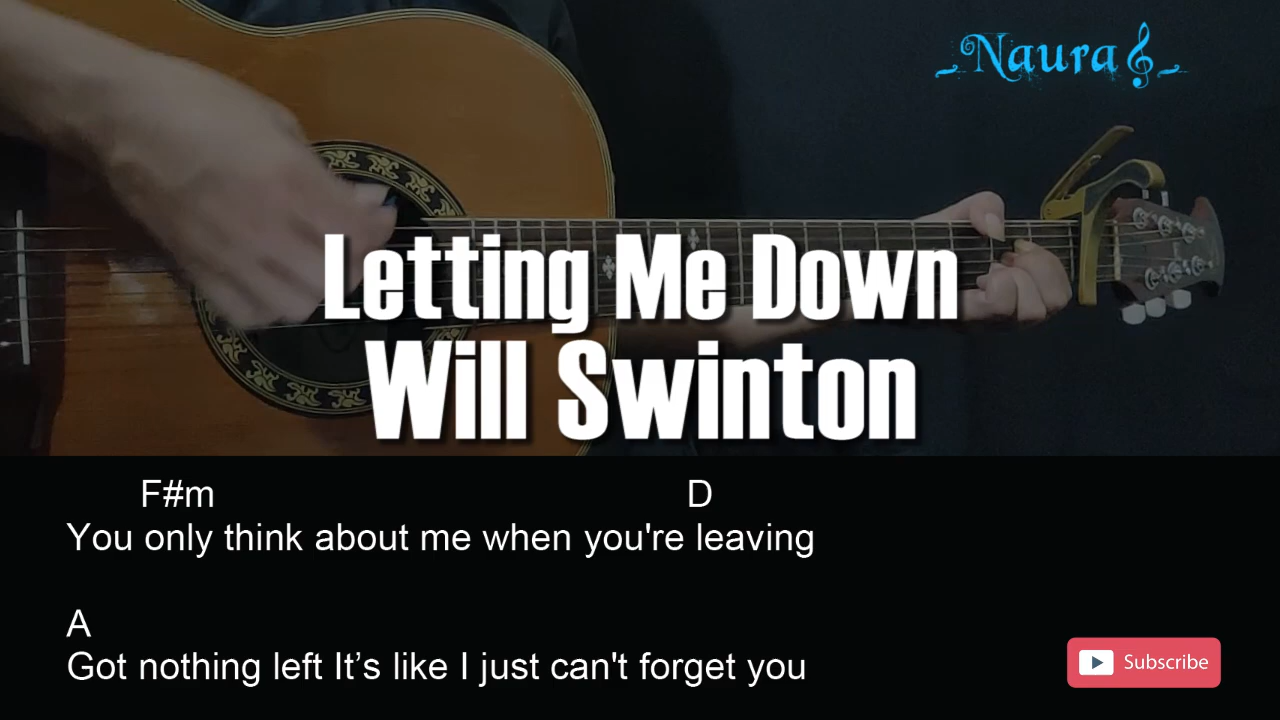 Naura
Letting Me Down
Will Swinton
F#m D
You only think about me when you're leaving
A
Got nothing left It’s like I just can't forget you
Subscribe